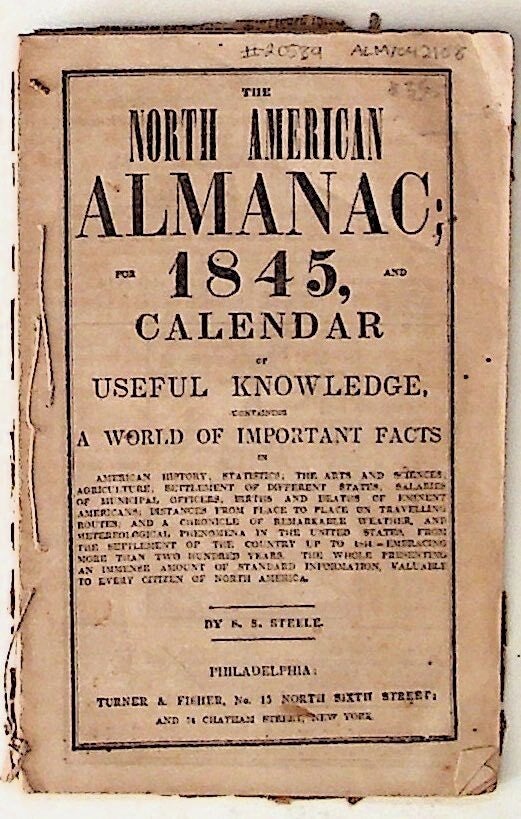 #20589 ALM/042108
THE
NORTH AMERICAN
ALMANAC;
FOR 1845, AND
CALENDAR
OF
USEFUL KNOWLEDGE,
CONTAINING
A WORLD OF IMPORTANT FACTS
IN
AMERICAN HISTORY; STATISTICS; THE ARTS AND SCIENCES;
AGRICULTURE; SETTLEMENT OF DIFFERENT STATES; SALARIES
OF MUNICIPAL OFFICERS, BIRTHS AND DEATHS OF EMINENT
AMERICANS; DISTANCES FROM PLACE TO PLACE ON TRAVELLING
ROUTES; AND A CHRONICLE OF REMARKABLE WEATHER, AND
METEREOLOGICAL PHENOMENA IN THE UNITED STATES, FROM
THE SETTLEMENT OF THE COUNTRY UP TO 1844—EMBRACING
MORE THAN TWO HUNDRED YEARS. THE WHOLE PRESENTING
AN IMMENSE AMOUNT OF STANDARD INFORMATION, VALUABLE
TO EVERY CITIZEN OF NORTH AMERICA.
BY S. S. STEELE.
PHILADELPHIA:
TURNER & FISHER, No. 15 NORTH SIXTH STREET;
AND 74 CHATHAM STREET, NEW YORK